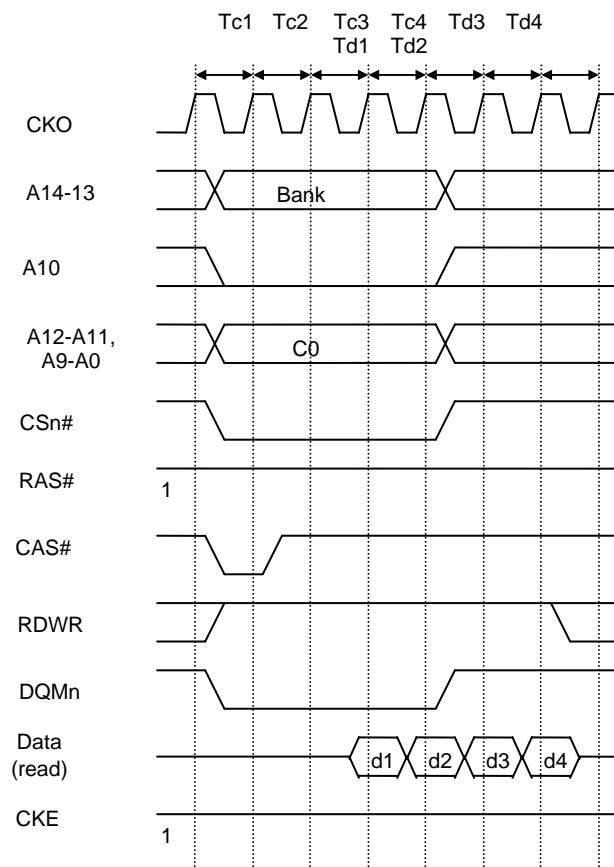 Tc1 Tc2 Tc3 Tc4 Td3 Td4
Td1 Td2
CKO
A14-13 Bank
A10
A12-A11,
A9-A0
C0
CSn#
RAS#
1
CAS#
RDWR
DQMn
Data
(read)
d1 d2 d3 d4
CKE
1